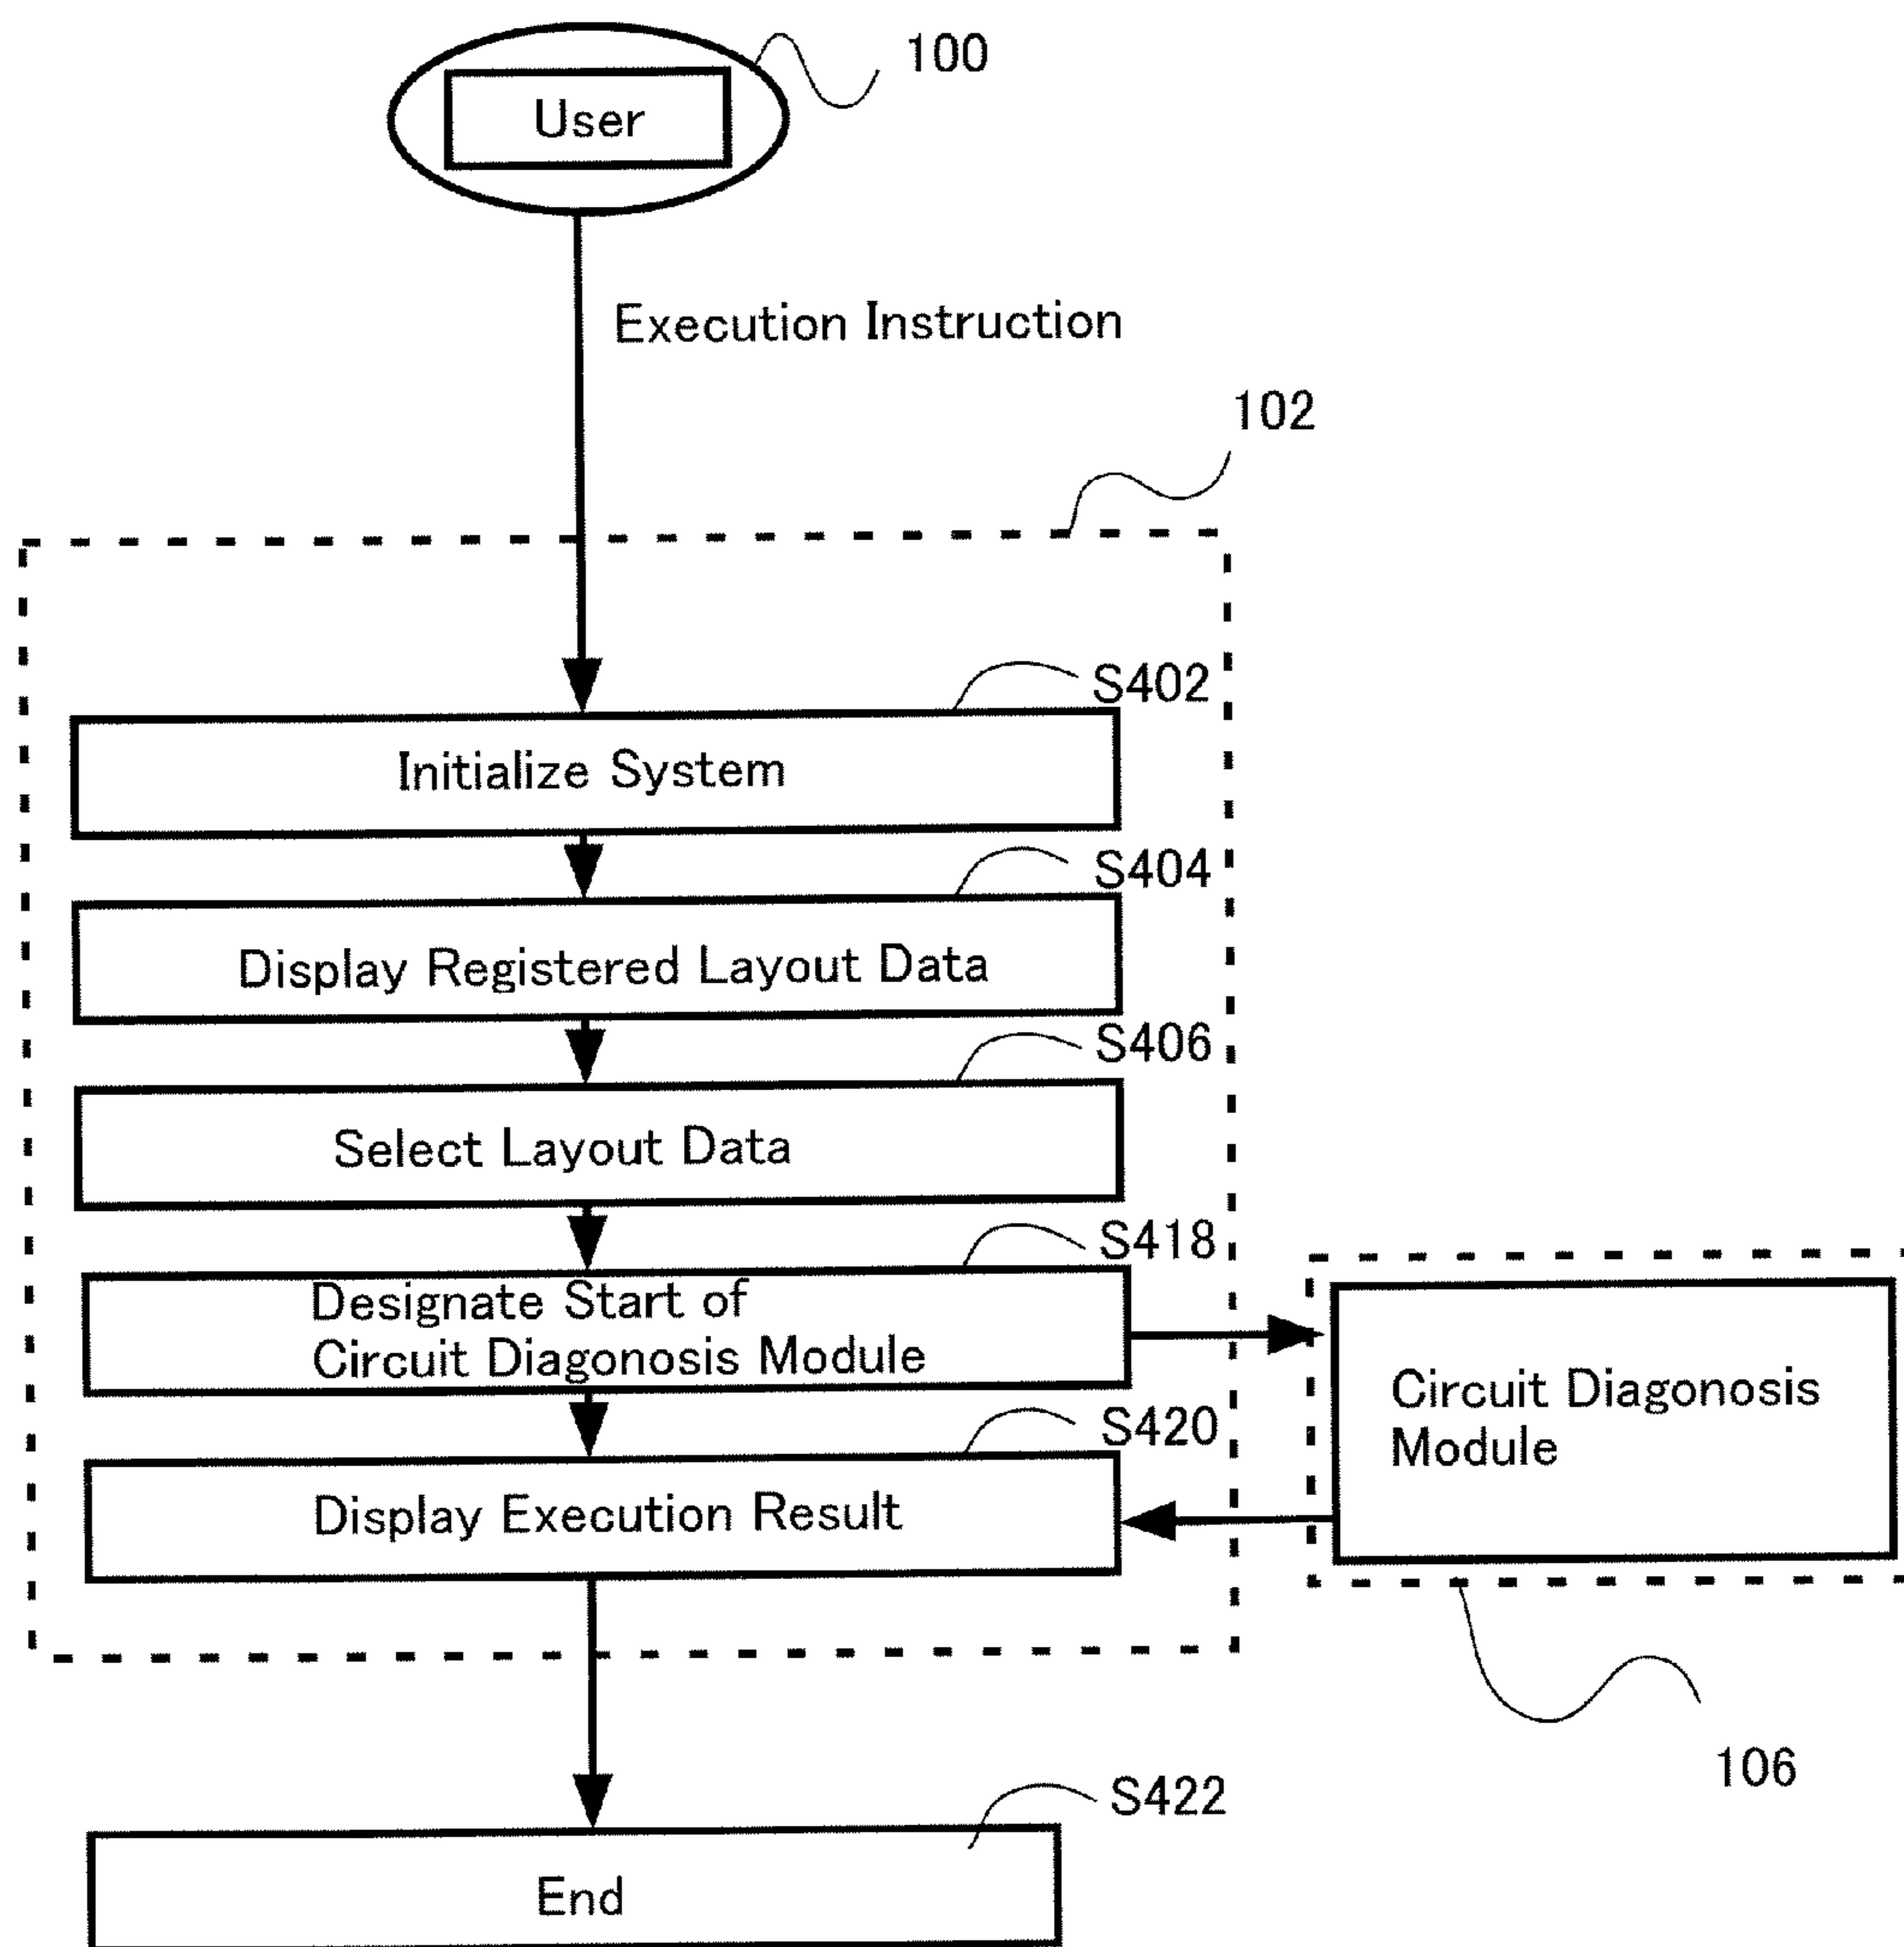 100
User
Execution Instruction
102
S402
Initialize System
S404
Display Registered Layout Data
S406
Select Layout Data
S418
Designate Start of
Circuit Diagonosis Module
Circuit Diagonosis
Module
S420
Display Execution Result
106
S422
End